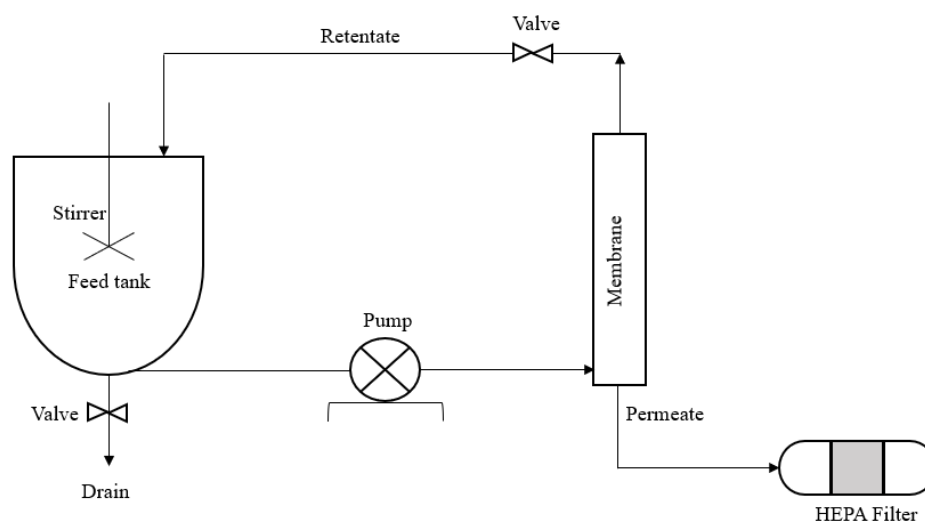 Valve
Retentate
Stirrer
Feed tank
Membrane
Pump
Valve
Permeate
Drain
HEPA Filter